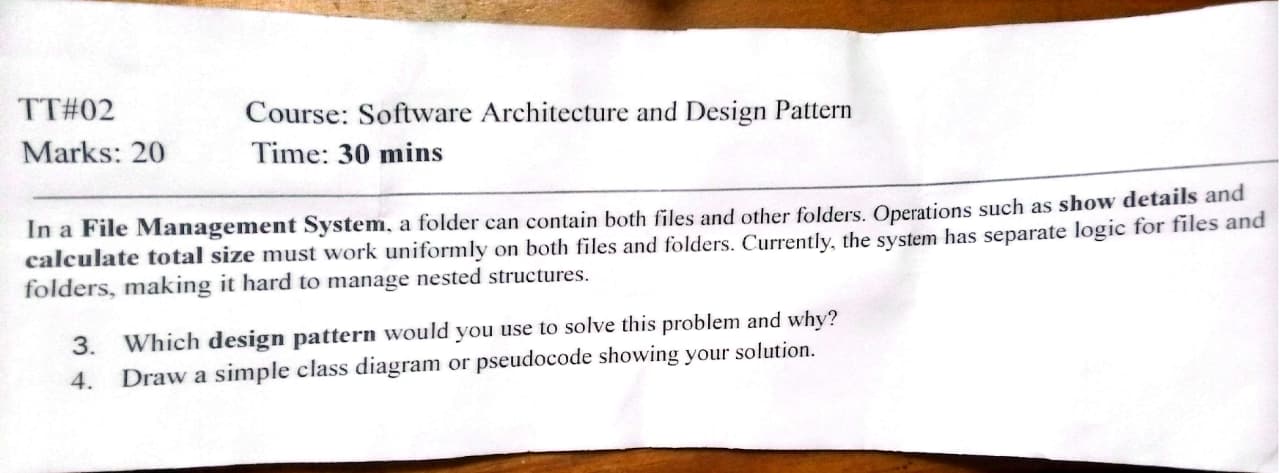 TT#02 Course: Software Architecture and Design Pattern
Marks: 20 Time: 30 mins
In a File Management System, a folder can contain both files and other folders. Operations such as show details and
calculate total size must work uniformly on both files and folders. Currently, the system has separate logic for files and
folders, making it hard to manage nested structures.
3. Which design pattern would you use to solve this problem and why?
4. Draw a simple class diagram or pseudocode showing your solution.